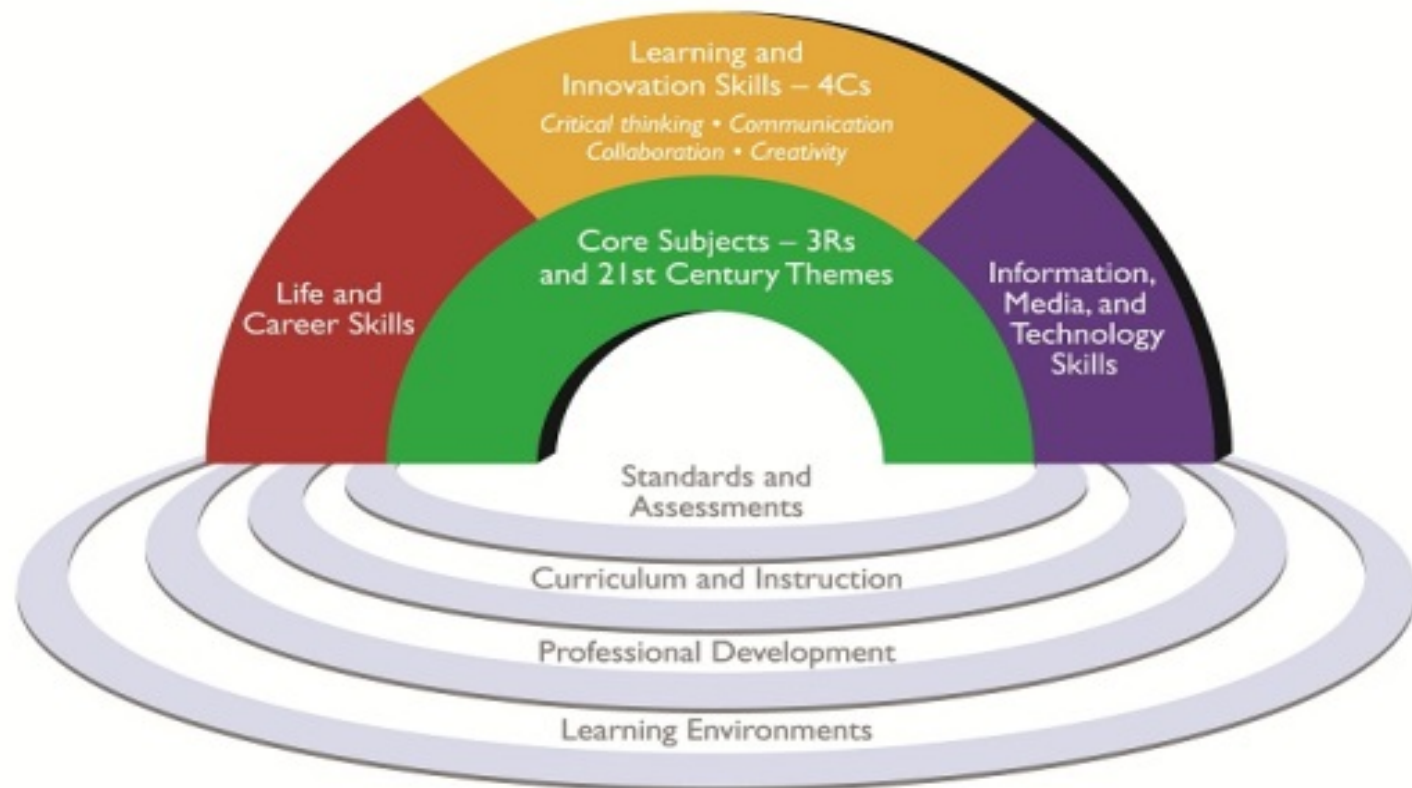 Learning and
Innovation Skills – 4Cs
Critical thinking • Communication
Collaboration • Creativity
Core Subjects – 3Rs
and 21st Century Themes
Life and
Career Skills
Information,
Media, and
Technology
Skills
Standards and
Assessments
Curriculum and Instruction
Professional Development
Learning Environments